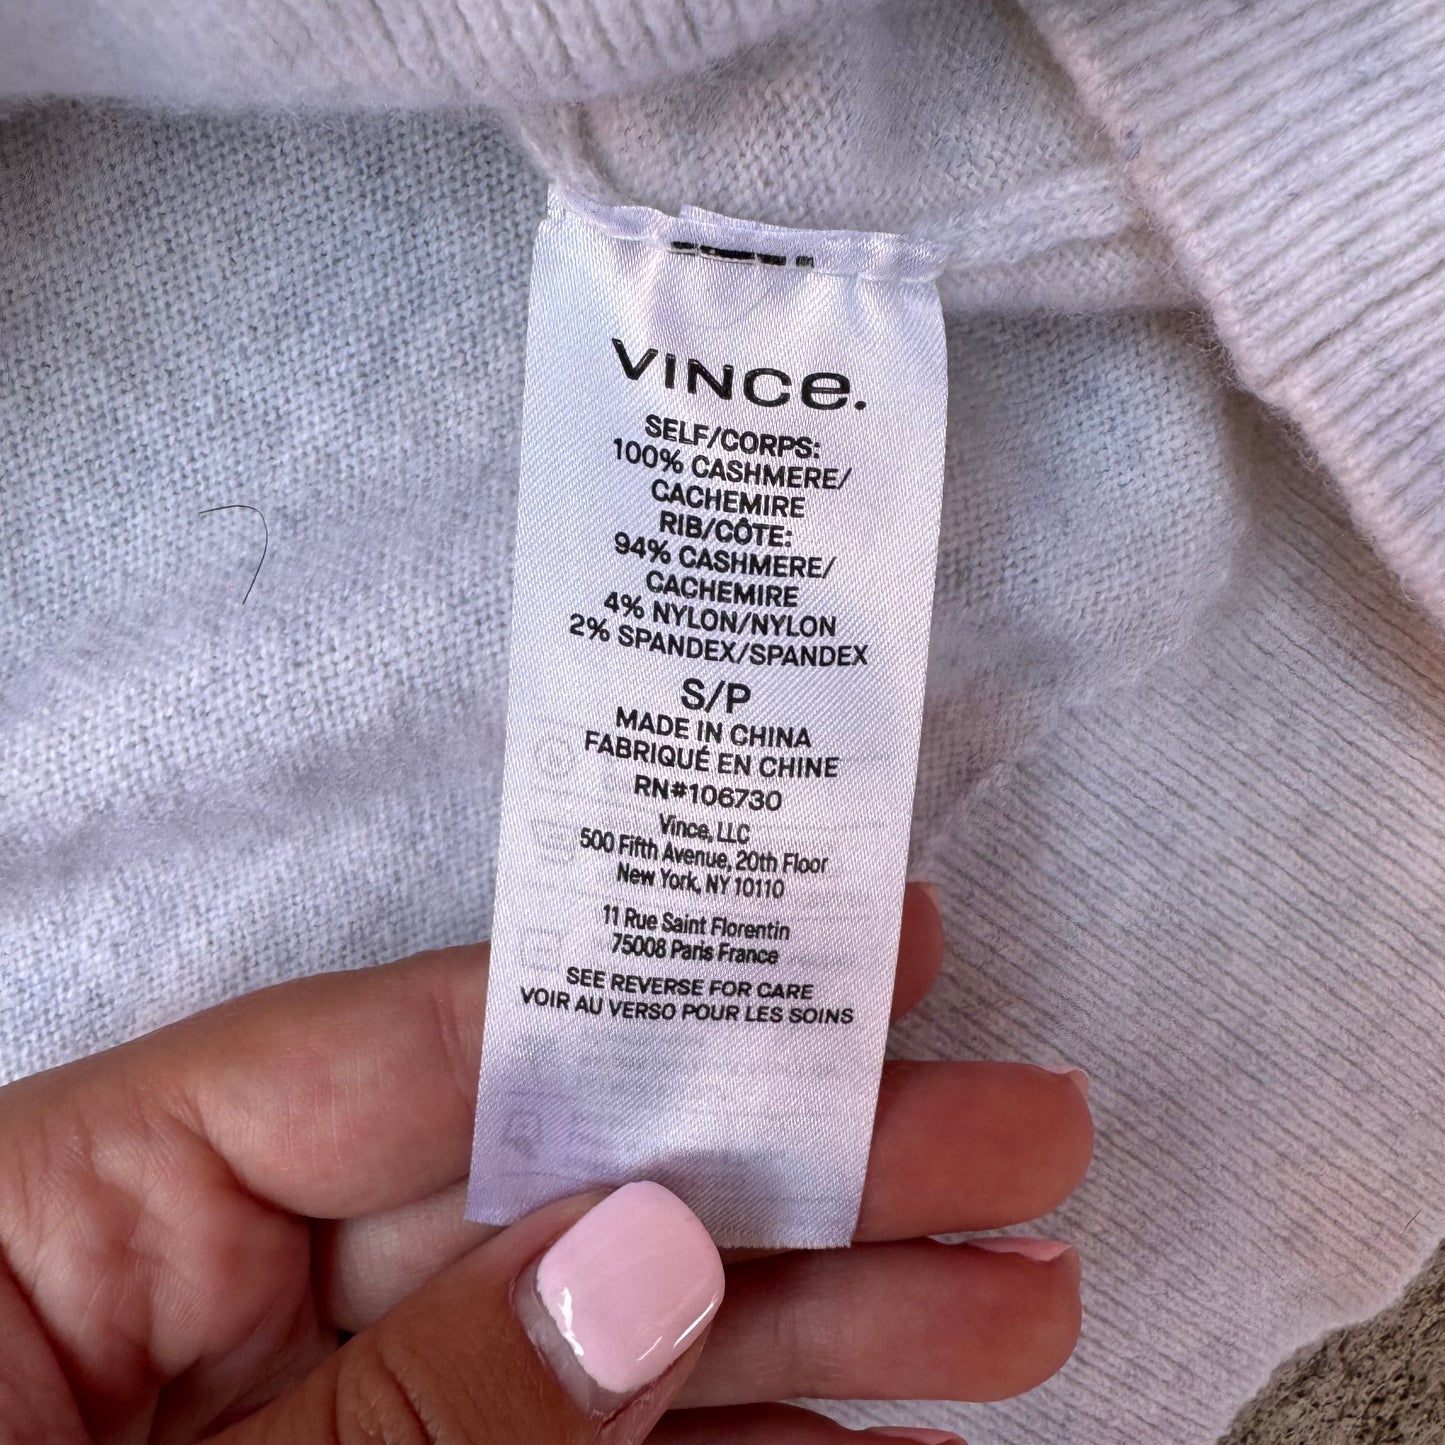 VINCe.
SELF/CORPS:
100% CASHMERE/
CACHEMIRE
RIB/CÔTE:
94% CASHMERE/
CACHEMIRE
4% NYLON/NYLON
2% SPANDEX/SPANDEX
S/P
MADE IN CHINA
FABRIQUÉ EN CHINE
RN#106730
Vince, LLC
500 Fifth Avenue, 20th Floor
New York, NY 10110
11 Rue Saint Florentin
75008 Paris France
SEE REVERSE FOR CARE
VOIR AU VERSO POUR LES SOINS